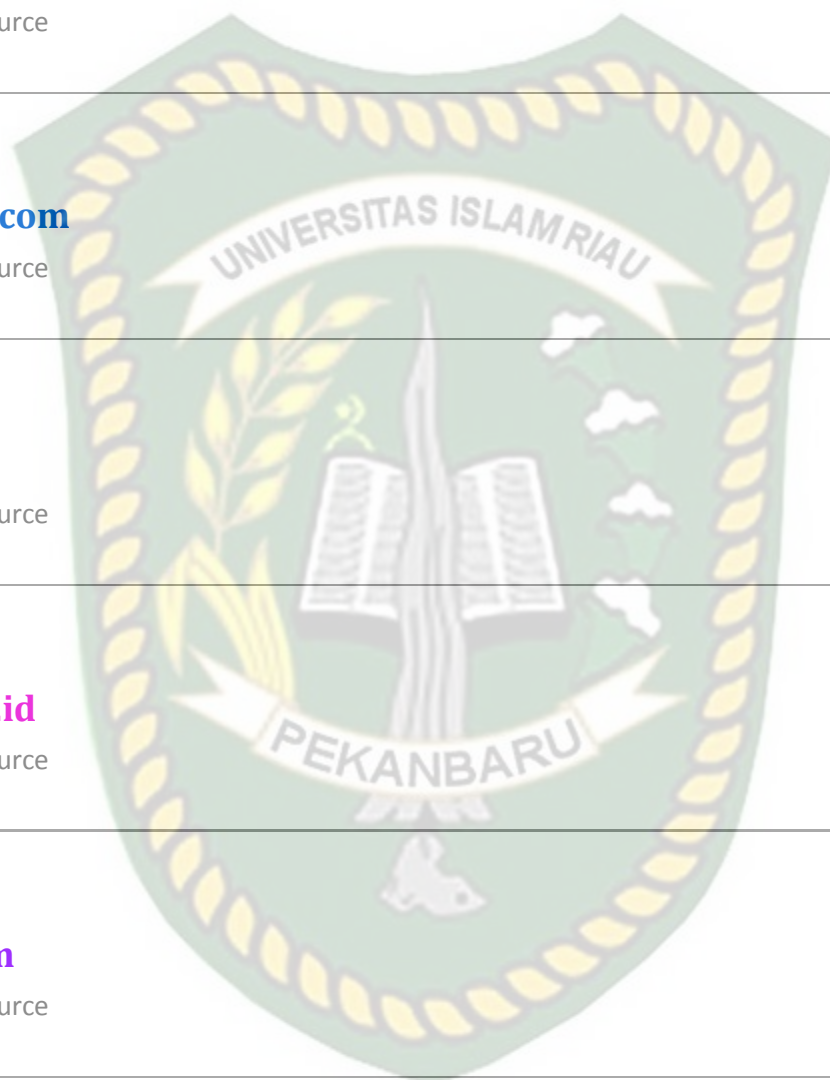 urce
com
urce
UNIVERSITAS ISLAM RIAU
urce
.id
urce
PEKANBARU
m
urce